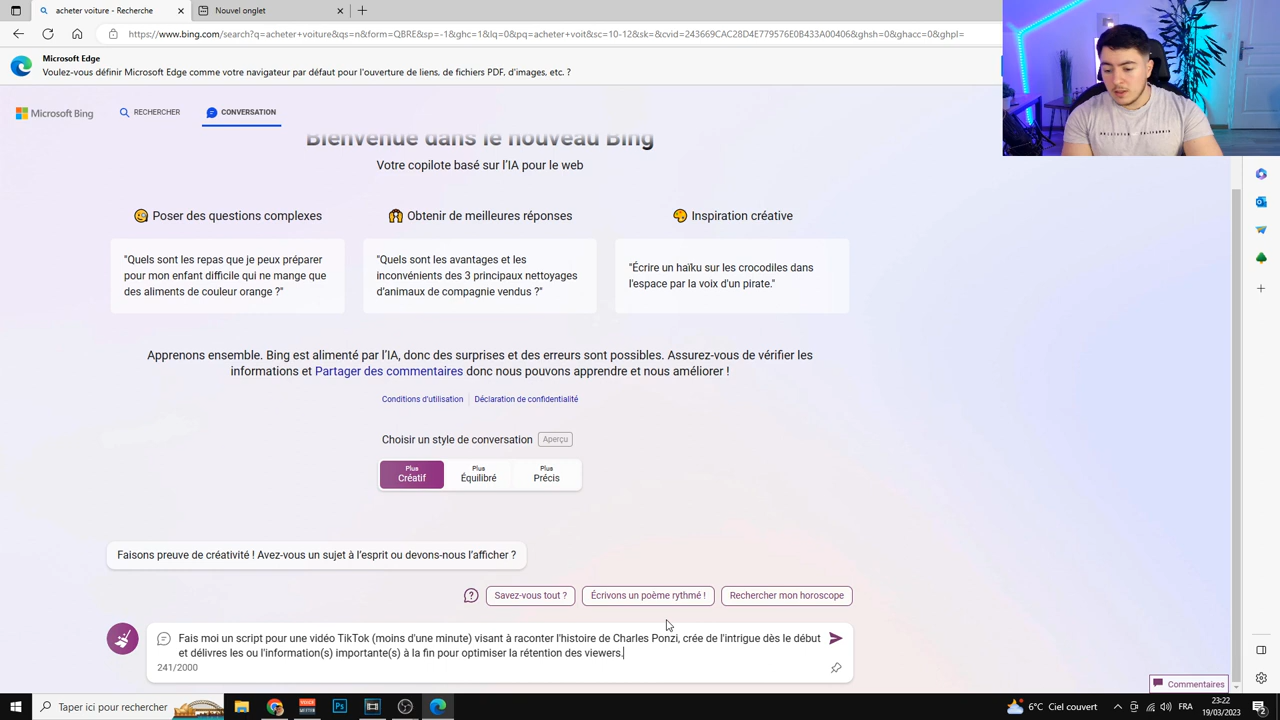 acheter voiture - Recherche
Nouvel onglet
https://www.bing.com/search?q=acheter+voiture&qs=n&form=QBRE&sp=-1&ghc=1&lq=0&pq=acheter+voit&sc=10-12&sk=&cvid=243669CAC28D4E779576E0B433A00406&ghsh=0&ghacc=0&ghpl=
Microsoft Edge
Voulez-vous définir Microsoft Edge comme votre navigateur par défaut pour l'ouverture de liens, de fichiers PDF, d'images, etc. ?
Microsoft Bing
RECHERCHER
CONVERSATION
Bienvenue dans le nouveau Bing
Votre copilote basé sur l'IA pour le web
Poser des questions complexes
Obtenir de meilleures réponses
Inspiration créative
"Quels sont les repas que je peux préparer
pour mon enfant difficile qui ne mange que
des aliments de couleur orange ?"
"Quels sont les avantages et les
inconvénients des 3 principaux nettoyages
d'animaux de compagnie vendus ?"
"Écrire un haïku sur les crocodiles dans
l'espace par la voix d'un pirate."
Apprenons ensemble. Bing est alimenté par l'IA, donc des surprises et des erreurs sont possibles. Assurez-vous de vérifier les
informations et Partager des commentaires donc nous pouvons apprendre et nous améliorer !
Conditions d'utilisation
Déclaration de confidentialité
Choisir un style de conversation Aperçu
Plus
Créatif
Plus
Équilibré
Plus
Précis
Faisons preuve de créativité ! Avez-vous un sujet à l'esprit ou devons-nous l'afficher ?
Savez-vous tout ?
Écrivons un poème rythmé !
Rechercher mon horoscope
Fais moi un script pour une vidéo TikTok (moins d'une minute) visant à raconter l'histoire de Charles Ponzi, crée de l'intrigue dès le début
et délivres les ou l'information(s) importante(s) à la fin pour optimiser la rétention des viewers.
241/2000
Commentaires
Taper ici pour rechercher
6°C Ciel couvert
FRA
23:22
19/03/2023
2